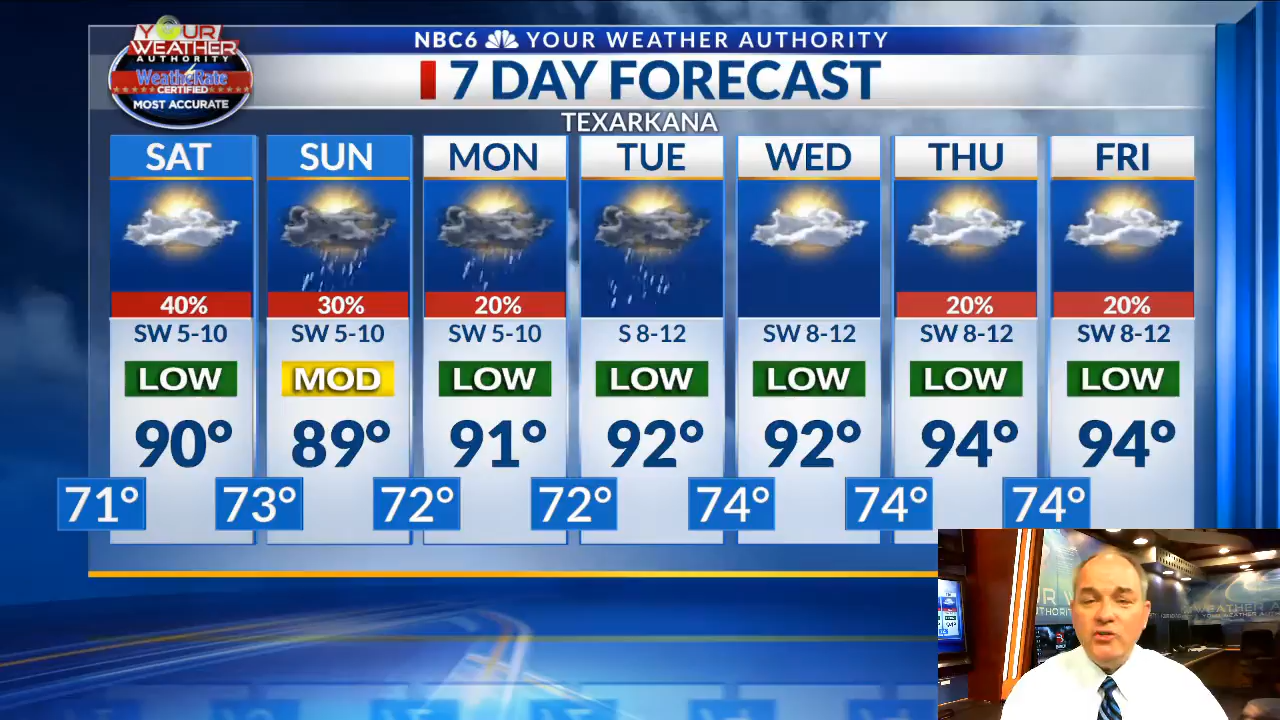 YOUR
WEATHER
AUTHORITY
WeatheRate
CERTIFIED
MOST ACCURATE
NBC6 YOUR WEATHER AUTHORITY
7 DAY FORECAST
TEXARKANA
SAT SUN MON TUE WED THU FRI
40% 30% 20% 20% 20%
SW 5-10 SW 5-10 SW 5-10 S 8-12 SW 8-12 SW 8-12 SW 8-12
LOW MOD LOW LOW LOW LOW LOW
90° 89° 91° 92° 92° 94° 94°
71° 73° 72° 72° 74° 74° 74°